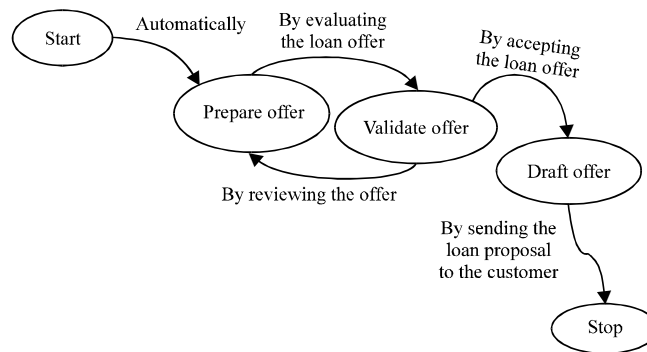 Start
Automatically
By evaluating
the loan offer
By accepting
the loan offer
Prepare offer
Validate offer
Draft offer
By reviewing the offer
By sending the
loan proposal
to the customer
Stop